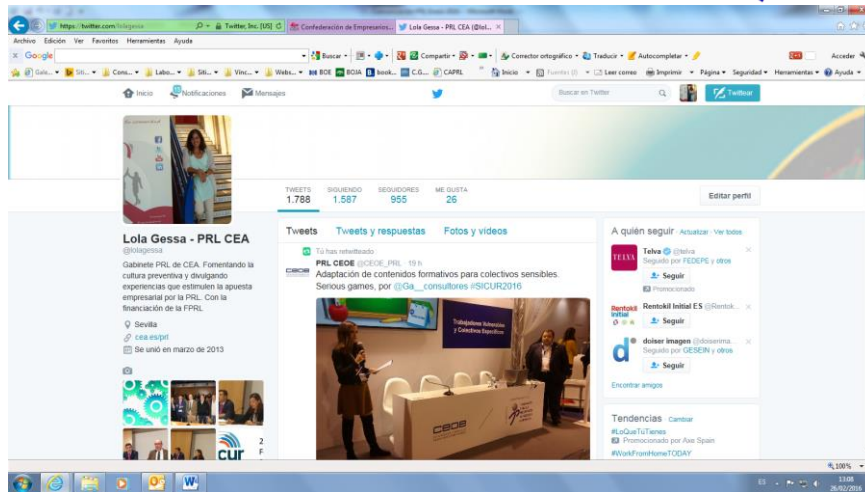 https://twitter.com/lolagessa
Twitter, Inc. [US]
Confederación de Empresarios...
Lola Gessa - PRL CEA (@lol...
Archivo Edición Ver Favoritos Herramientas Ayuda
Google
Buscar
Compartir
Corrector ortográfico
Traducir
Autocompletar
Acceder
BOE
BOJA
book...
C.G...
CAPRL
Inicio
Leer correo
Imprimir
Página
Seguridad
Herramientas
Ayuda
Inicio Notificaciones Mensajes
Buscar en Twitter
Twittear
TWEETS SIGUIENDO SEGUIDORES ME GUSTA
1.788 1.587 955 26
Editar perfil
Lola Gessa - PRL CEA
@lolagessa
Gabinete PRL de CEA. Fomentando la
cultura preventiva y divulgando
experiencias que estimulen la apuesta
empresarial por la PRL. Con la
financiación de la FPRL
Sevilla
cea.es/prl
Se unió en marzo de 2013
Tweets Tweets y respuestas Fotos y vídeos
Tú has retwitteado
PRL CEOE @CEOE_PRL · 19 h
Adaptación de contenidos formativos para colectivos sensibles.
Serious games, por @Ga__consultores #SICUR2016
Trabajadores Vulnerables
y Colectivos Específicos
CEOE
cur
A quién seguir · Actualizar · Ver todos
TELVA
Telva @telva
Seguido por FEDEPE y otros
Seguir
Promocionado
Rentokil
Initial
Rentokil Initial ES @Rentok...
Seguir
doiser imagen @doiserima...
Seguido por GESEIN y otros
Seguir
Encontrar amigos
Tendencias · Cambiar
#LoQueTúTienes
Promocionado por Axe Spain
#WorkFromHomeTODAY
100%
ES
13:08
26/02/2016